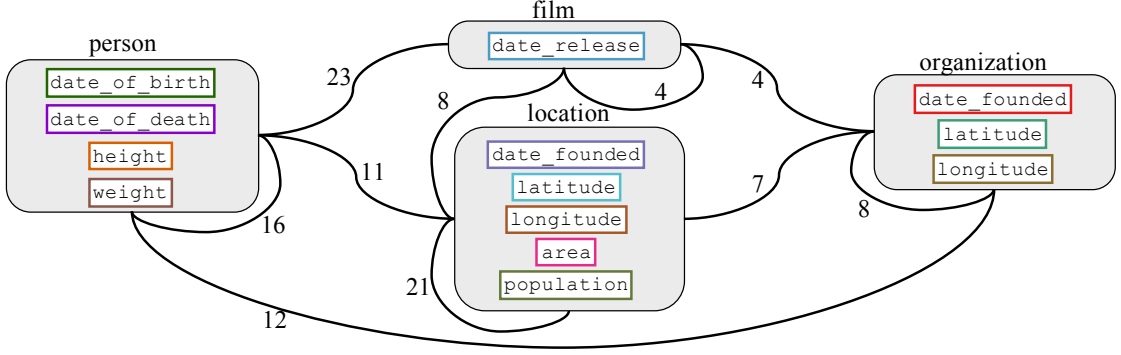 film
date_release
person
date_of_birth
date_of_death
height
weight
organization
date_founded
latitude
longitude
location
date_founded
latitude
longitude
area
population
23
8
4
4
11
7
16
8
21
12